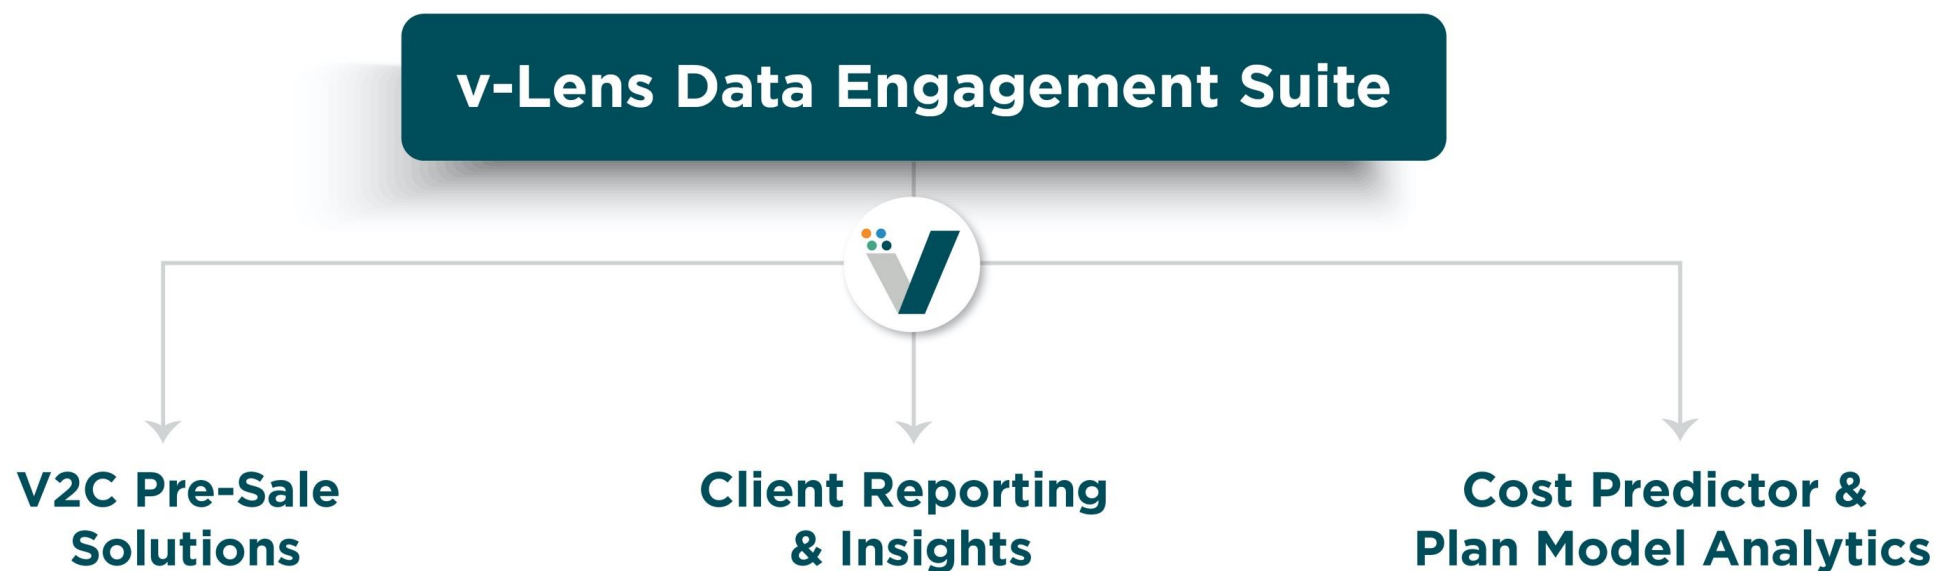 v-Lens Data Engagement Suite
V2C Pre-Sale
Solutions
Client Reporting
& Insights
Cost Predictor &
Plan Model Analytics